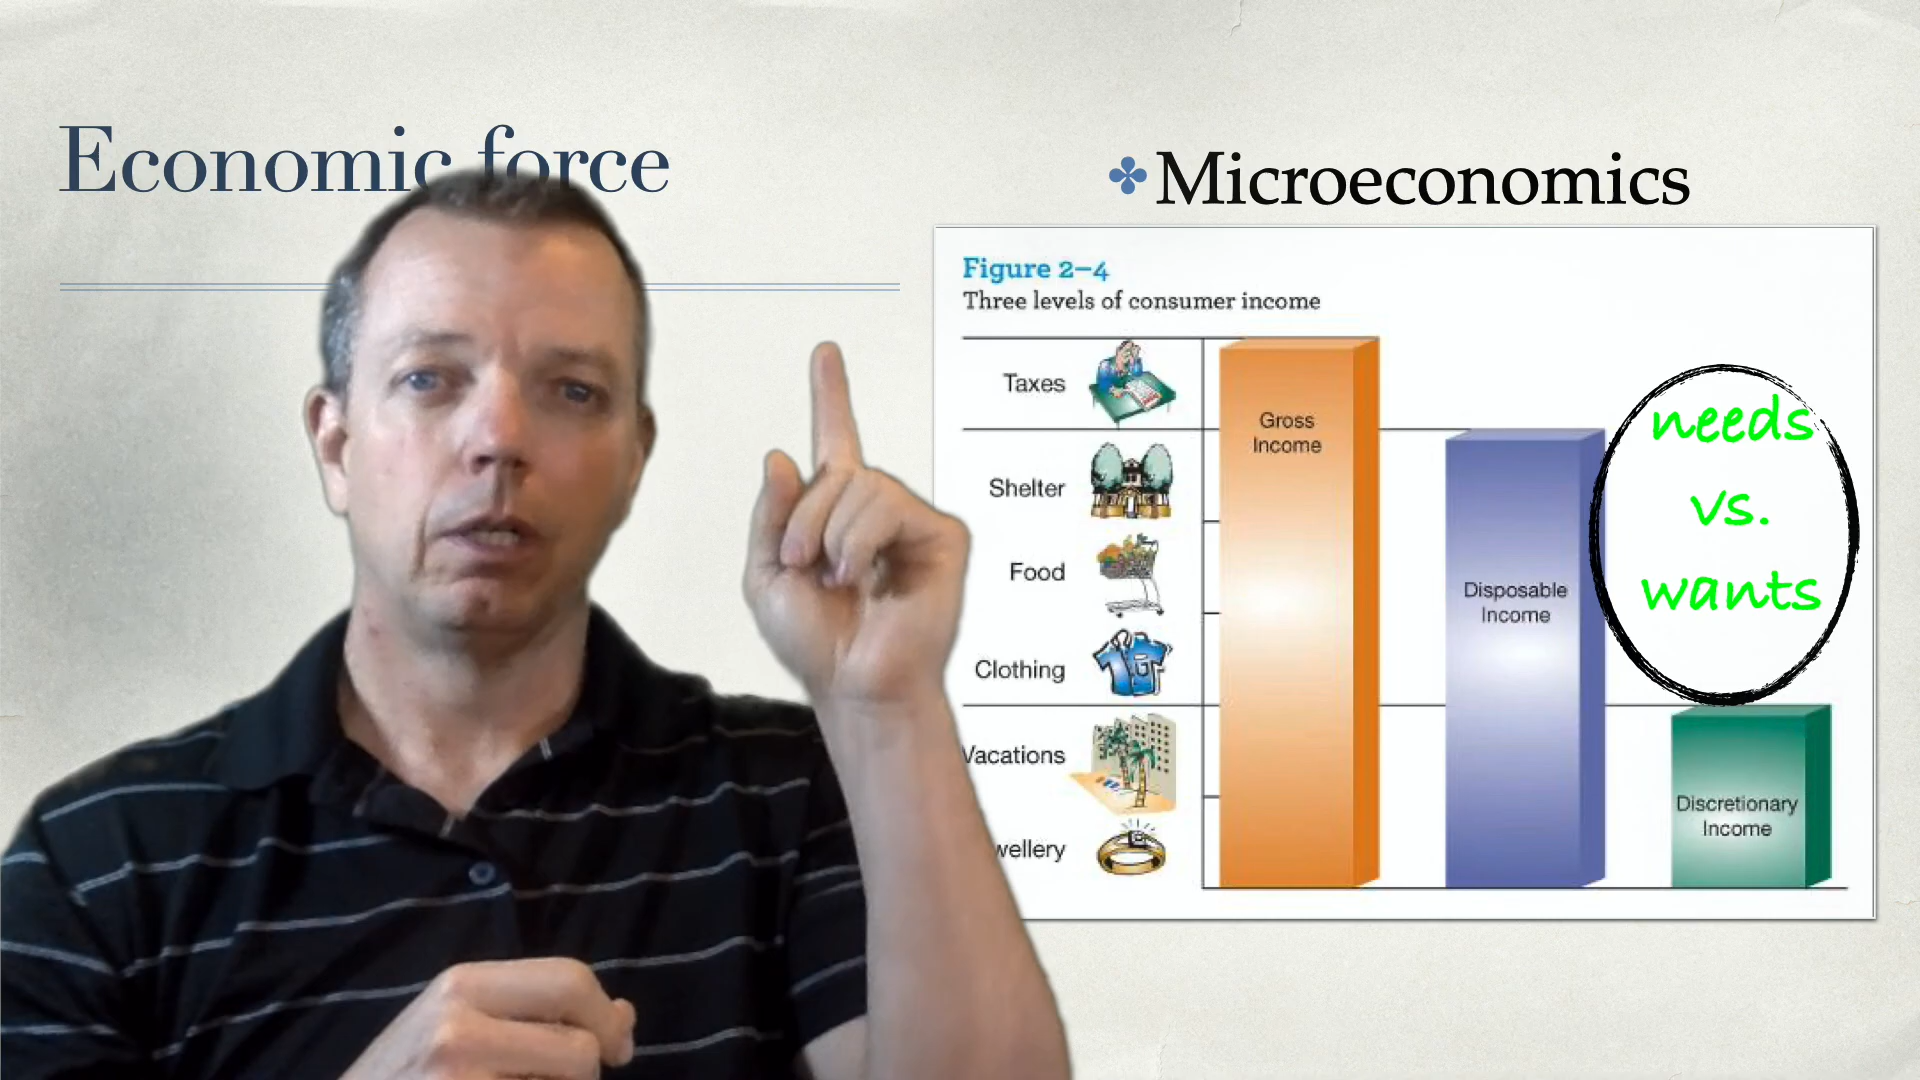 Economic force
Microeconomics
Figure 2–4
Three levels of consumer income
Taxes
Shelter
Food
Clothing
Vacations
wellery
Gross
Income
Disposable
Income
Discretionary
Income
needs
vs.
wants